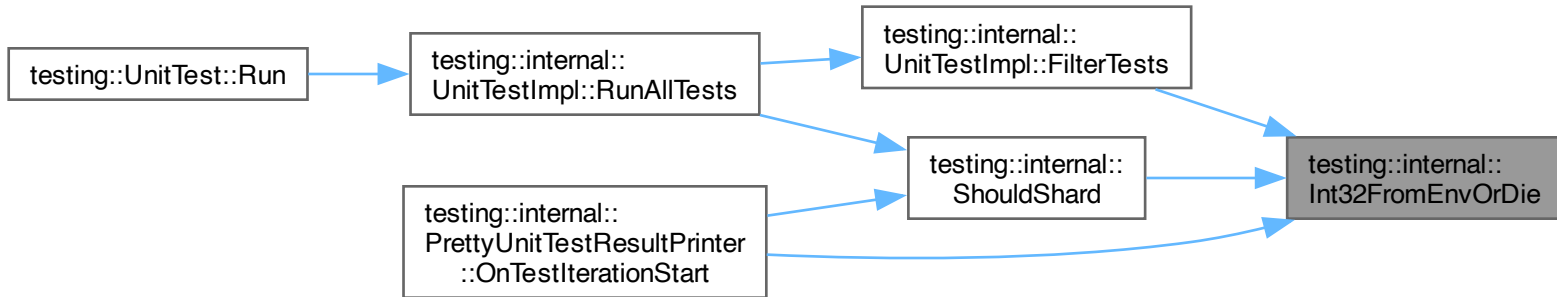 testing::UnitTest::Run
testing::internal::
UnitTestImpl::RunAllTests
testing::internal::
UnitTestImpl::FilterTests
testing::internal::
ShouldShard
testing::internal::
PrettyUnitTestResultPrinter
::OnTestIterationStart
testing::internal::
Int32FromEnvOrDie